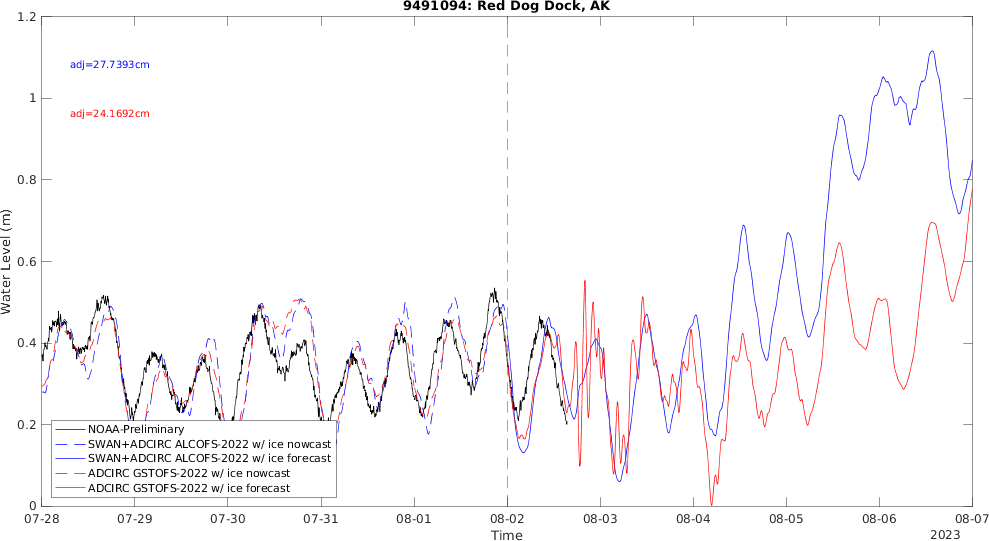 9491094: Red Dog Dock, AK
1.2
adj=27.7393cm
1
adj=24.1692cm
0.8
0.6
0.4
0.2
0
Water Level (m)
NOAA-Preliminary
SWAN+ADCIRC ALCOFS-2022 w/ ice nowcast
SWAN+ADCIRC ALCOFS-2022 w/ ice forecast
ADCIRC GSTOFS-2022 w/ ice nowcast
ADCIRC GSTOFS-2022 w/ ice forecast
07-28 07-29 07-30 07-31 08-01 08-02 08-03 08-04 08-05 08-06 08-07
Time
2023